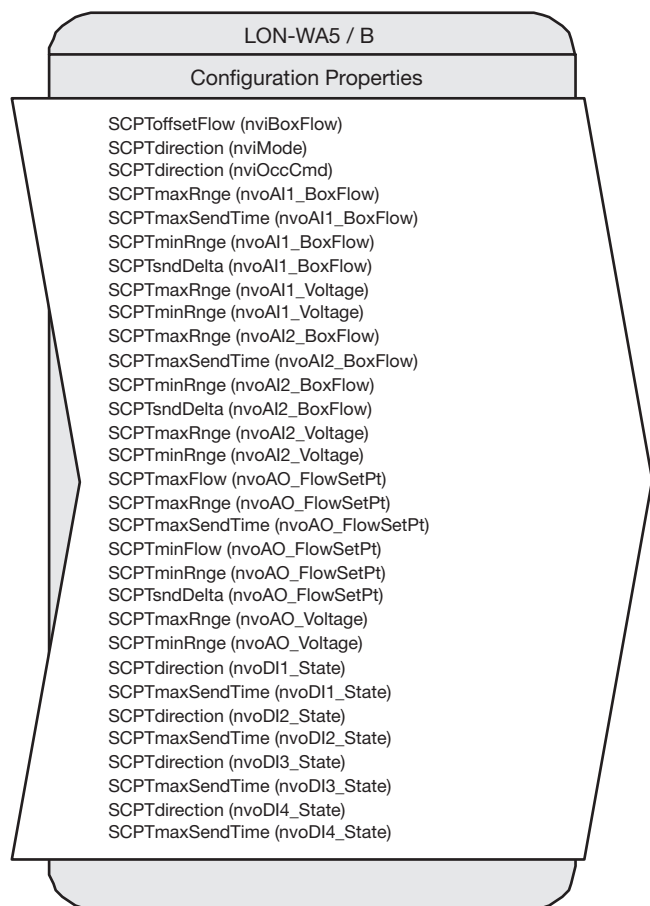 LON-WA5 / B
Configuration Properties
SCPToffsetFlow (nviBoxFlow)
SCPTdirection (nviMode)
SCPTdirection (nviOccCmd)
SCPTmaxRnge (nvoAI1_BoxFlow)
SCPTmaxSendTime (nvoAI1_BoxFlow)
SCPTminRnge (nvoAI1_BoxFlow)
SCPTsndDelta (nvoAI1_BoxFlow)
SCPTmaxRnge (nvoAI1_Voltage)
SCPTminRnge (nvoAI1_Voltage)
SCPTmaxRnge (nvoAI2_BoxFlow)
SCPTmaxSendTime (nvoAI2_BoxFlow)
SCPTminRnge (nvoAI2_BoxFlow)
SCPTsndDelta (nvoAI2_BoxFlow)
SCPTmaxRnge (nvoAI2_Voltage)
SCPTminRnge (nvoAI2_Voltage)
SCPTmaxFlow (nvoAO_FlowSetPt)
SCPTmaxRnge (nvoAO_FlowSetPt)
SCPTmaxSendTime (nvoAO_FlowSetPt)
SCPTminFlow (nvoAO_FlowSetPt)
SCPTminRnge (nvoAO_FlowSetPt)
SCPTsndDelta (nvoAO_FlowSetPt)
SCPTmaxRnge (nvoAO_Voltage)
SCPTminRnge (nvoAO_Voltage)
SCPTdirection (nvoDI1_State)
SCPTmaxSendTime (nvoDI1_State)
SCPTdirection (nvoDI2_State)
SCPTmaxSendTime (nvoDI2_State)
SCPTdirection (nvoDI3_State)
SCPTmaxSendTime (nvoDI3_State)
SCPTdirection (nvoDI4_State)
SCPTmaxSendTime (nvoDI4_State)